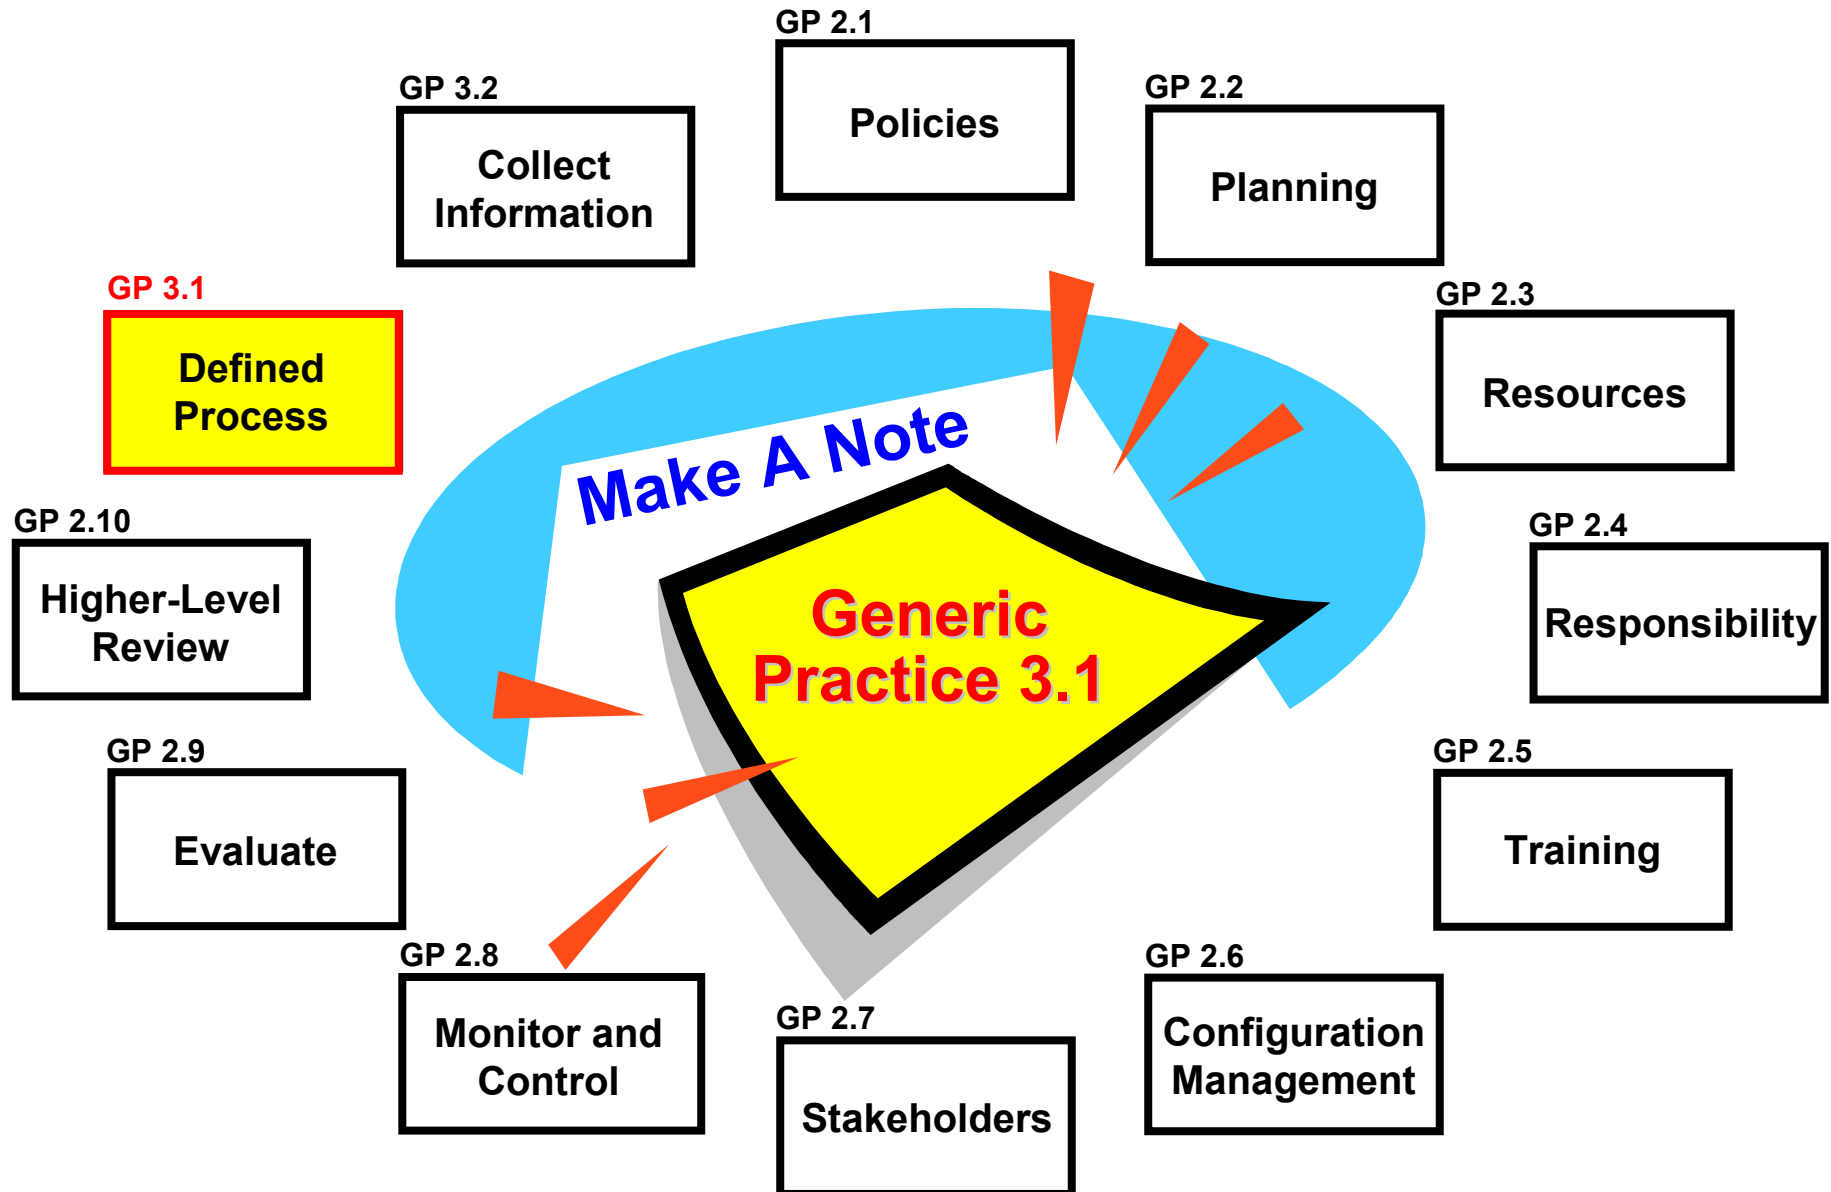 GP 2.1
Policies
GP 2.2
Planning
GP 2.3
Resources
GP 2.4
Responsibility
GP 2.5
Training
GP 2.6
Configuration
Management
GP 2.7
Stakeholders
GP 2.8
Monitor and
Control
GP 2.9
Evaluate
GP 2.10
Higher-Level
Review
GP 3.1
Defined
Process
GP 3.2
Collect
Information
Make A Note
Generic
Practice 3.1